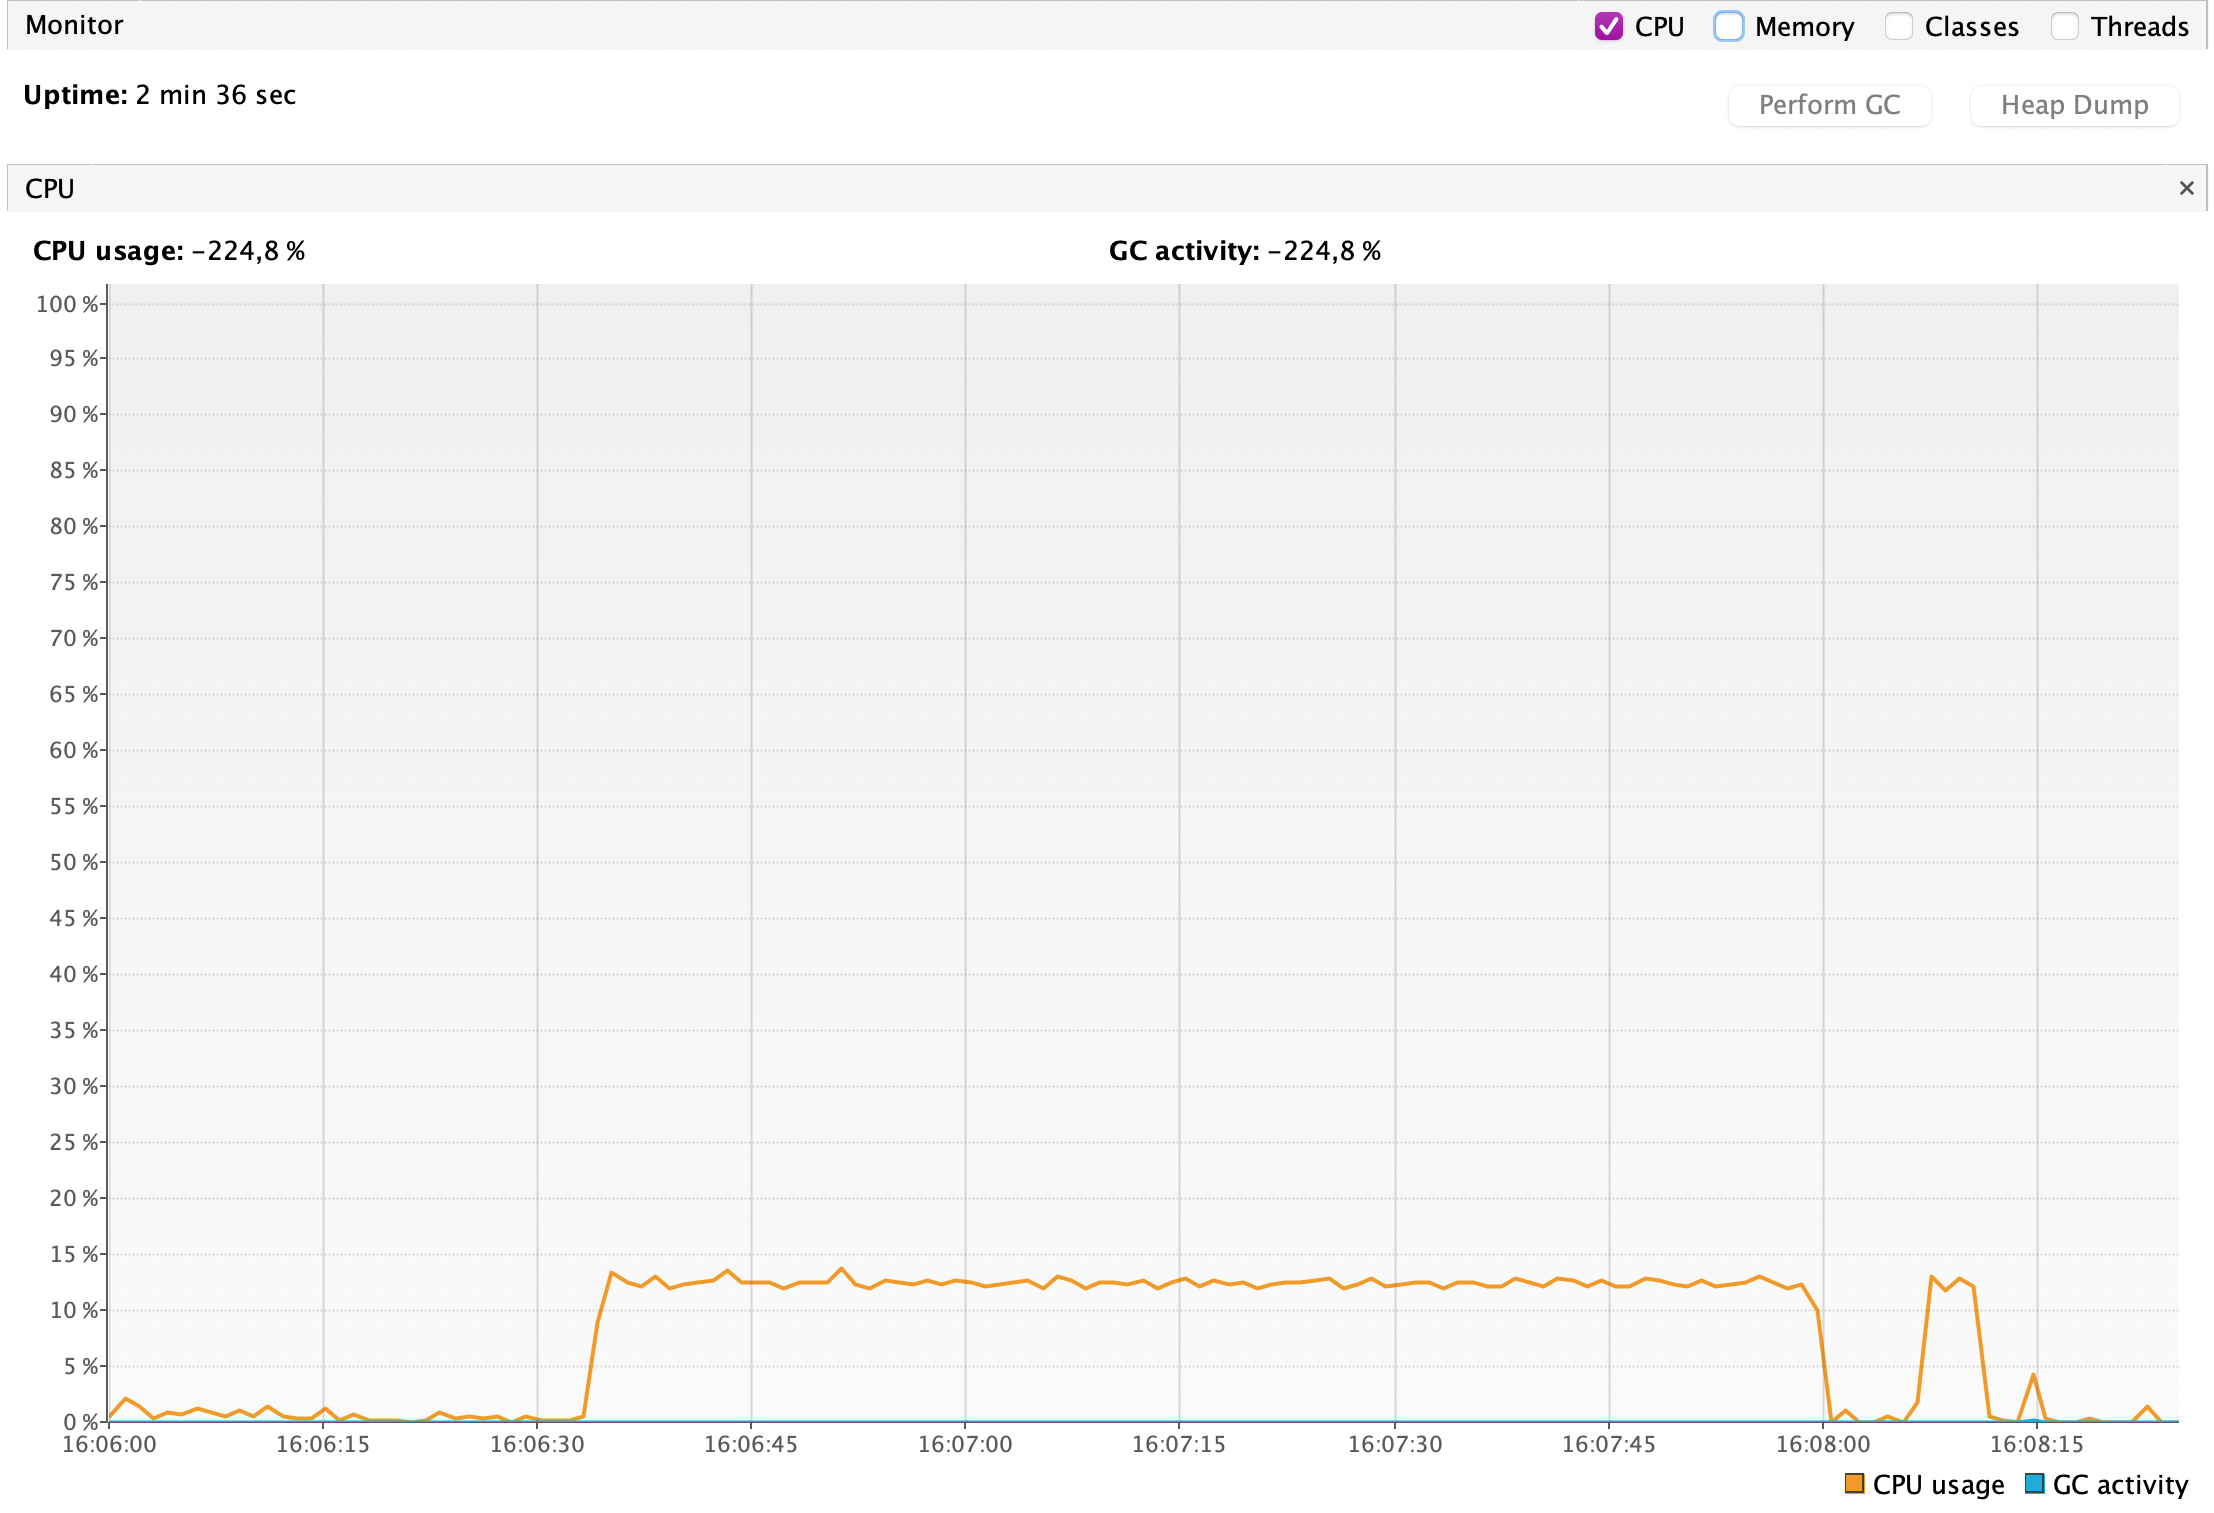 Monitor
CPU Memory Classes Threads
Uptime: 2 min 36 sec
Perform GC Heap Dump
CPU ×
CPU usage: -224,8 % GC activity: -224,8 %
100 %
95 %
90 %
85 %
80 %
75 %
70 %
65 %
60 %
55 %
50 %
45 %
40 %
35 %
30 %
25 %
20 %
15 %
10 %
5 %
0 %
16:06:00 16:06:15 16:06:30 16:06:45 16:07:00 16:07:15 16:07:30 16:07:45 16:08:00 16:08:15
CPU usage GC activity